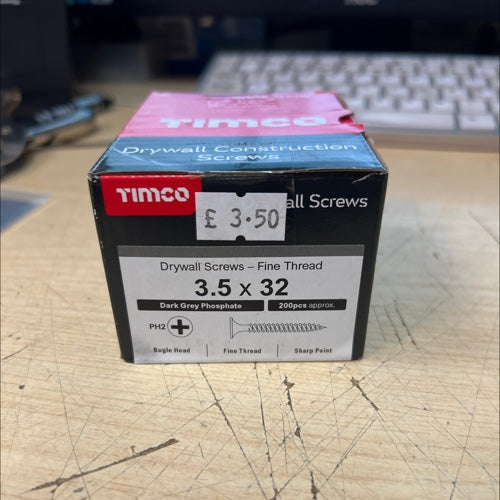 TIMCO
Drywall Construction
Screws
TIMCO
all Screws
£ 3.50
Drywall Screws – Fine Thread
3.5 x 32
Dark Grey Phosphate
200pcs approx.
PH2
Bugle Head
Fine Thread
Sharp Point